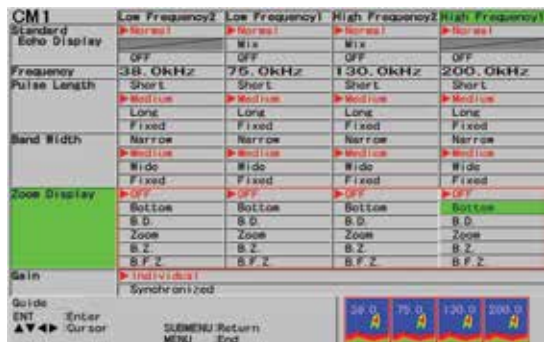 CM1 Low Frequency2 Low Frequency1 High Frequency2 High Frequency1
Standard Echo Display ▶Normal ▶Normal ▶Normal ▶Normal
Mix Mix
OFF OFF OFF OFF
Frequency 38.0kHz 75.0kHz 130.0kHz 200.0kHz
Pulse Length Short Short Short Short
▶Medium ▶Medium ▶Medium ▶Medium
Long Long Long Long
Fixed Fixed Fixed Fixed
Band Width Narrow Narrow Narrow Narrow
▶Medium ▶Medium ▶Medium ▶Medium
Wide Wide Wide Wide
Fixed Fixed Fixed Fixed
Zoom Display ▶OFF ▶OFF ▶OFF ▶OFF
Bottom Bottom Bottom Bottom
B.D. B.D. B.D. B.D.
Zoom Zoom Zoom Zoom
B.Z. B.Z. B.Z. B.Z.
B.F.Z. B.F.Z. B.F.Z. B.F.Z.
Gain ▶Individual
Synchronized
Guide
ENT :Enter
▲▼◀▶:Cursor SUBMENU:Return
MENU :End
38.0 75.0 130.0 200.0